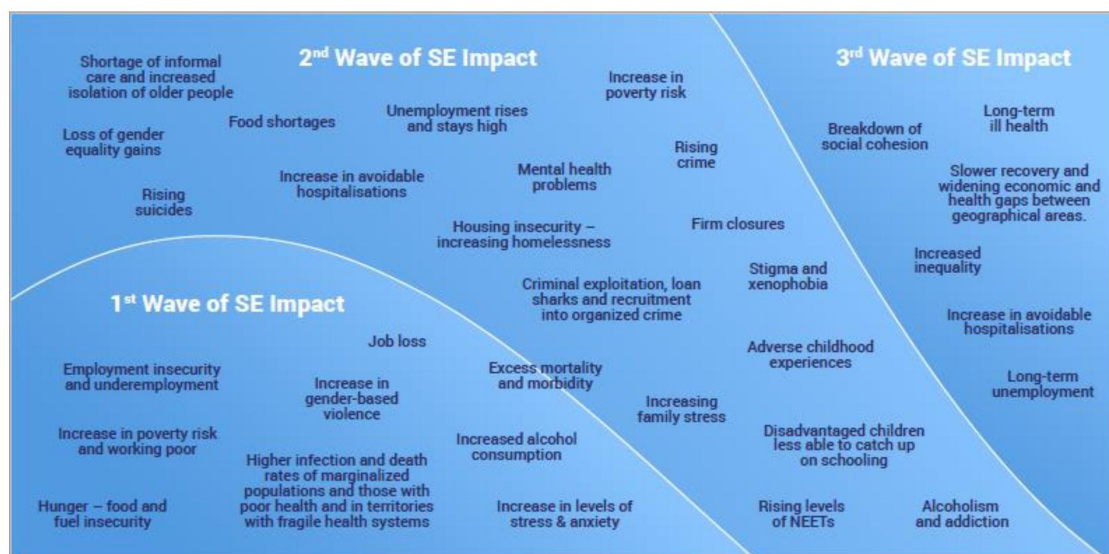 2nd Wave of SE Impact
Shortage of informal
care and increased
isolation of older people
Loss of gender
equality gains
Food shortages
Unemployment rises
and stays high
Increase in
poverty risk
Rising
suicides
Increase in avoidable
hospitalisations
Mental health
problems
Rising
crime
Housing insecurity –
increasing homelessness
Firm closures
Criminal exploitation, loan
sharks and recruitment
into organized crime
Stigma and
xenophobia
Adverse childhood
experiences
Increasing
family stress
Disadvantaged children
less able to catch up
on schooling
Rising levels
of NEETs
Alcoholism
and addiction
1st Wave of SE Impact
Job loss
Employment insecurity
and underemployment
Increase in
gender-based
violence
Excess mortality
and morbidity
Increase in poverty risk
and working poor
Higher infection and death
rates of marginalized
populations and those with
poor health and in territories
with fragile health systems
Increased alcohol
consumption
Hunger – food and
fuel insecurity
Increase in levels of
stress & anxiety
3rd Wave of SE Impact
Long-term
ill health
Breakdown of
social cohesion
Slower recovery and
widening economic and
health gaps between
geographical areas.
Increased
inequality
Increase in avoidable
hospitalisations
Long-term
unemployment